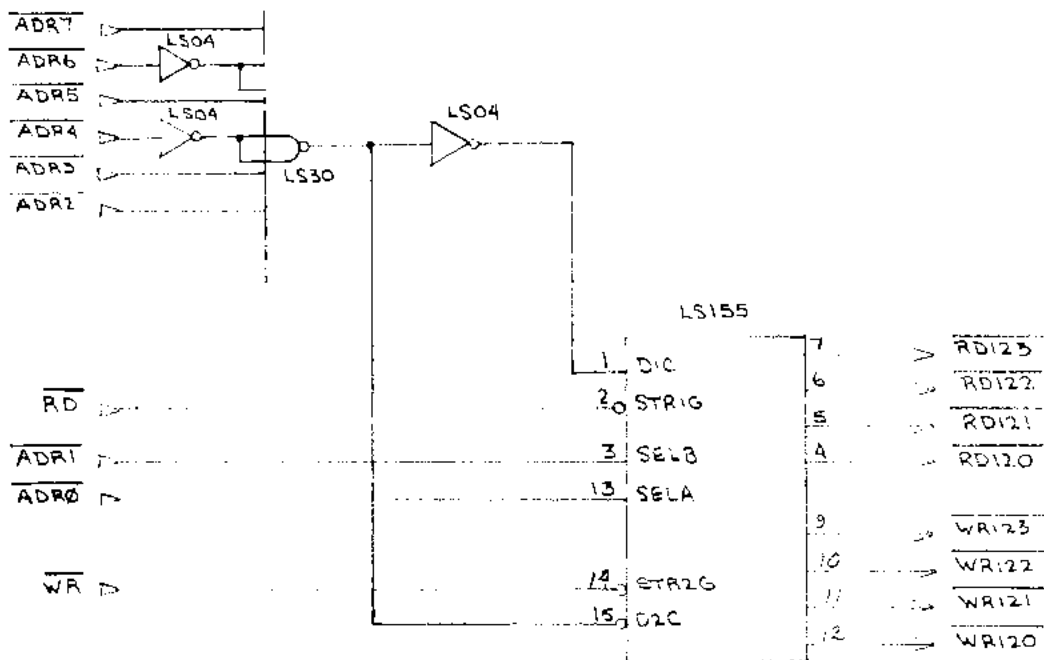 ADR7
LS04
ADR6
ADR5
LS04
LS04
ADR4
ADR3
LS30
ADR2
LS155
7
RD123
1
D1C
6
RD122
RD
2
STR1G
5
RD121
4
ADR1
3
SELB
RD120
ADRØ
13
SELA
9
WR123
10
WR122
WR
14
STR2G
11
WR121
15
D2C
12
WR120